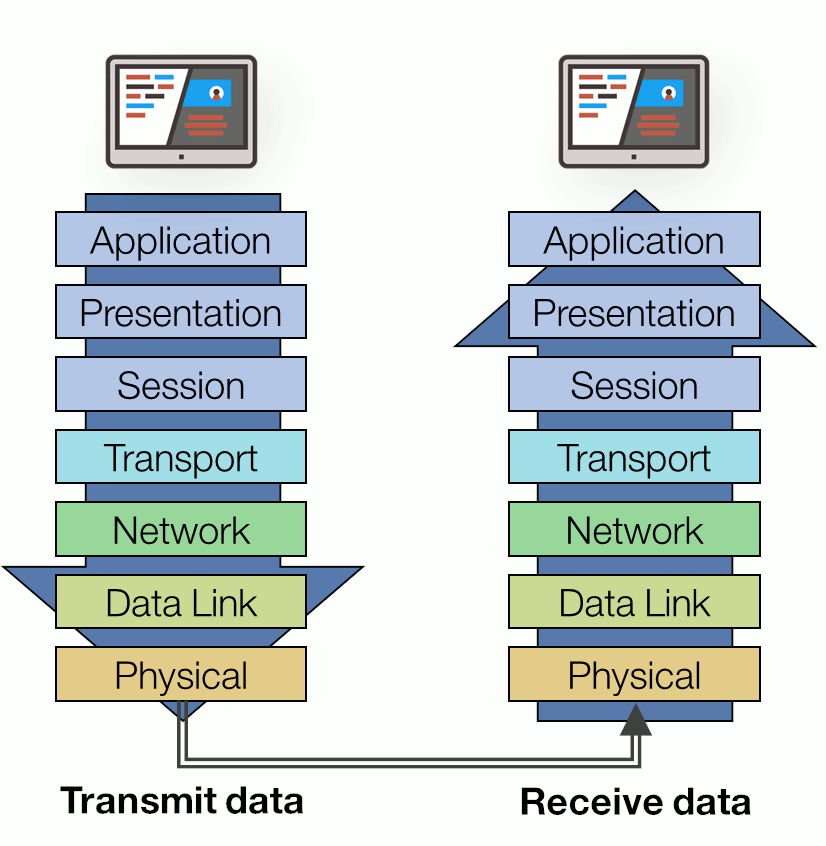 Application
Presentation
Session
Transport
Network
Data Link
Physical
Transmit data
Application
Presentation
Session
Transport
Network
Data Link
Physical
Receive data